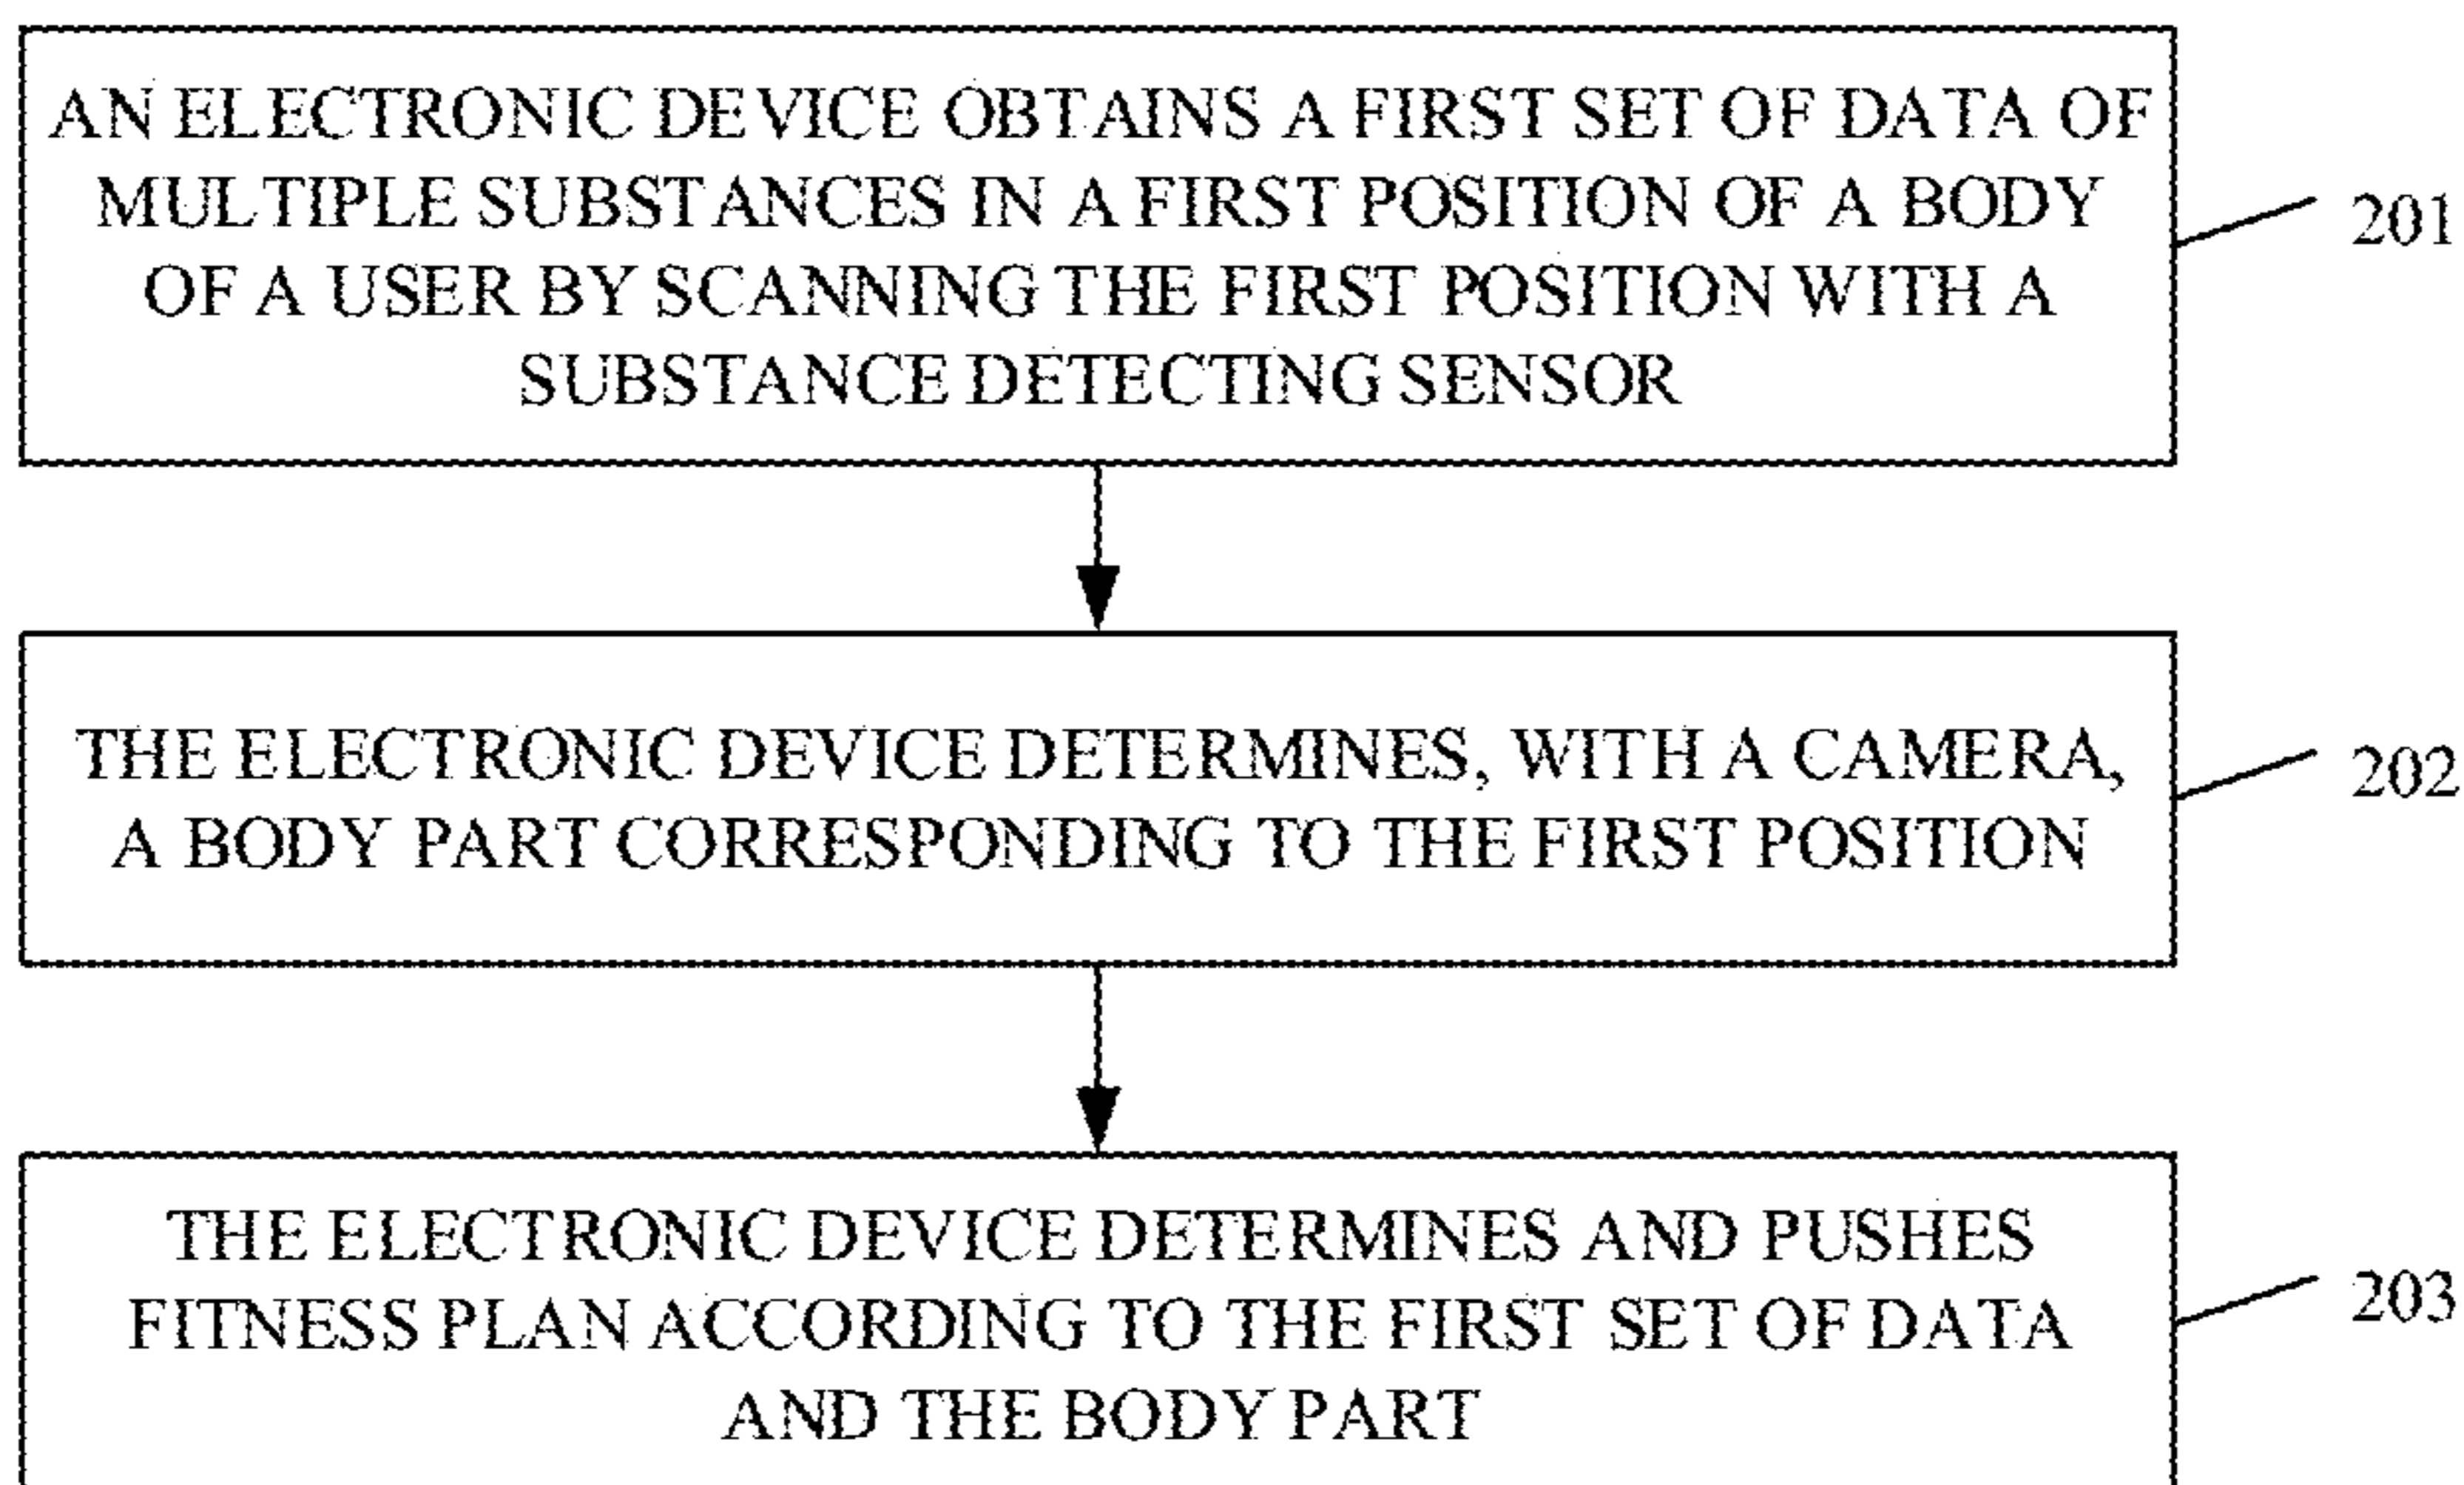 AN ELECTRONIC DEVICE OBTAINS A FIRST SET OF DATA OF
MULTIPLE SUBSTANCES IN A FIRST POSITION OF A BODY
OF A USER BY SCANNING THE FIRST POSITION WITH A
SUBSTANCE DETECTING SENSOR
201
THE ELECTRONIC DEVICE DETERMINES, WITH A CAMERA,
A BODY PART CORRESPONDING TO THE FIRST POSITION
202
THE ELECTRONIC DEVICE DETERMINES AND PUSHES
FITNESS PLAN ACCORDING TO THE FIRST SET OF DATA
AND THE BODY PART
203